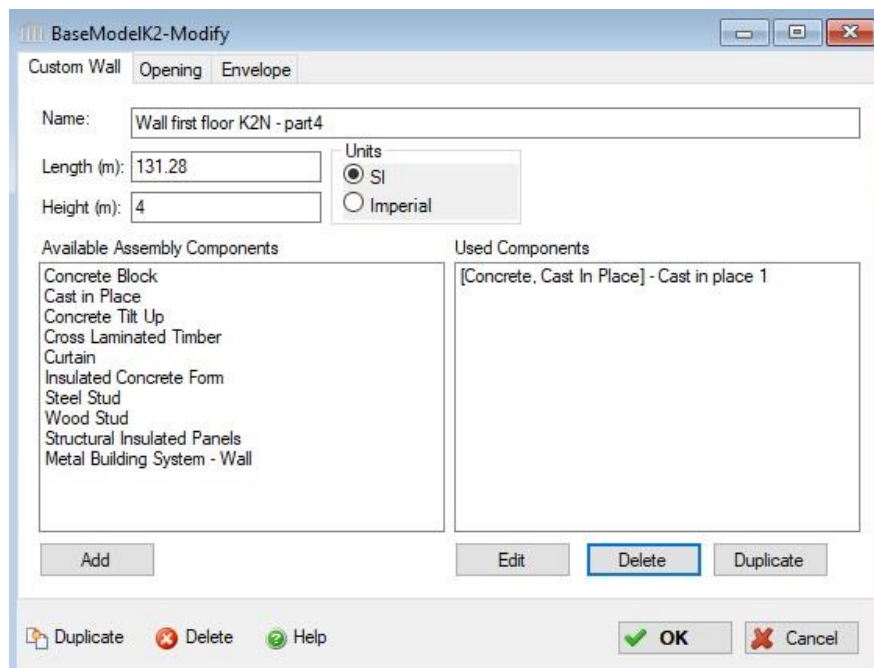 BaseModelK2-Modify
Custom Wall Opening Envelope
Name: Wall first floor K2N - part4
Length (m): 131.28
Units
SI
Height (m): 4
Imperial
Available Assembly Components
Concrete Block
Cast in Place
Concrete Tilt Up
Cross Laminated Timber
Curtain
Insulated Concrete Form
Steel Stud
Wood Stud
Structural Insulated Panels
Metal Building System - Wall
Used Components
[Concrete, Cast In Place] - Cast in place 1
Add Edit Delete Duplicate
Duplicate Delete Help OK Cancel